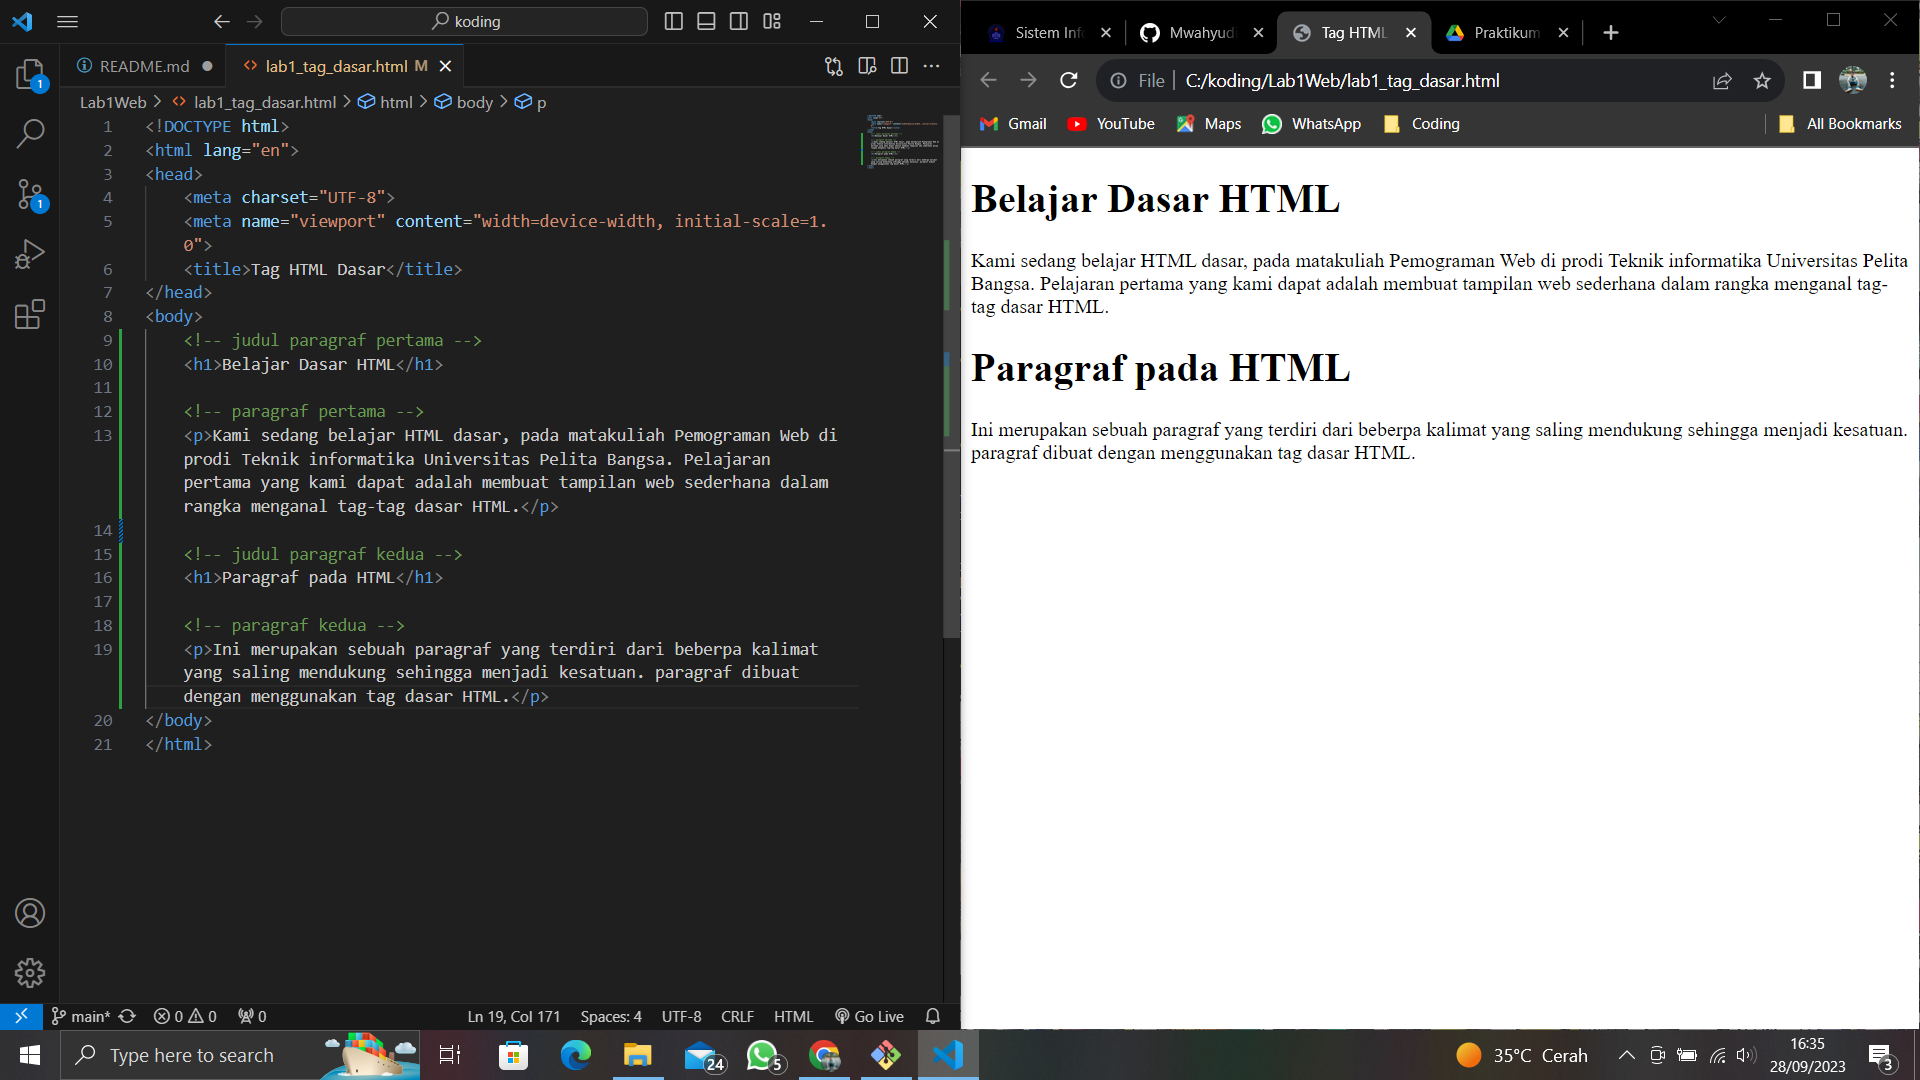 koding
README.md
lab1_tag_dasar.html M
Lab1Web > lab1_tag_dasar.html > html > body > p
1 <!DOCTYPE html>
2 <html lang="en">
3 <head>
4 <meta charset="UTF-8">
5 <meta name="viewport" content="width=device-width, initial-scale=1.
0">
6 <title>Tag HTML Dasar</title>
7 </head>
8 <body>
9 <!-- judul paragraf pertama -->
10 <h1>Belajar Dasar HTML</h1>
11
12 <!-- paragraf pertama -->
13 <p>Kami sedang belajar HTML dasar, pada matakuliah Pemograman Web di
prodi Teknik informatika Universitas Pelita Bangsa. Pelajaran
pertama yang kami dapat adalah membuat tampilan web sederhana dalam
rangka menganal tag-tag dasar HTML.</p>
14
15 <!-- judul paragraf kedua -->
16 <h1>Paragraf pada HTML</h1>
17
18 <!-- paragraf kedua -->
19 <p>Ini merupakan sebuah paragraf yang terdiri dari beberpa kalimat
yang saling mendukung sehingga menjadi kesatuan. paragraf dibuat
dengan menggunakan tag dasar HTML.</p>
20 </body>
21 </html>
1
1
main* 0 0 0
Ln 19, Col 171 Spaces: 4 UTF-8 CRLF HTML Go Live
Sistem Inf
Mwahyudi
Tag HTML
Praktikum
File C:/koding/Lab1Web/lab1_tag_dasar.html
Gmail YouTube Maps WhatsApp Coding All Bookmarks
Belajar Dasar HTML
Kami sedang belajar HTML dasar, pada matakuliah Pemograman Web di prodi Teknik informatika Universitas Pelita
Bangsa. Pelajaran pertama yang kami dapat adalah membuat tampilan web sederhana dalam rangka menganal tag-
tag dasar HTML.
Paragraf pada HTML
Ini merupakan sebuah paragraf yang terdiri dari beberpa kalimat yang saling mendukung sehingga menjadi kesatuan.
paragraf dibuat dengan menggunakan tag dasar HTML.
Type here to search
24
5
35°C Cerah
16:35
28/09/2023
3